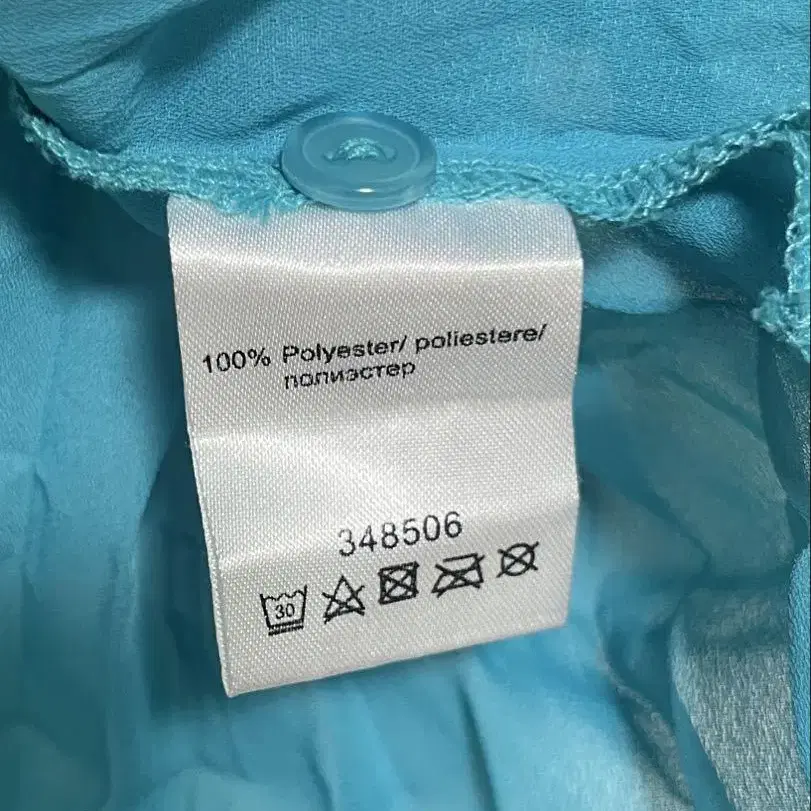 100% Polyester/ poliestere/
полиэстер
348506
30